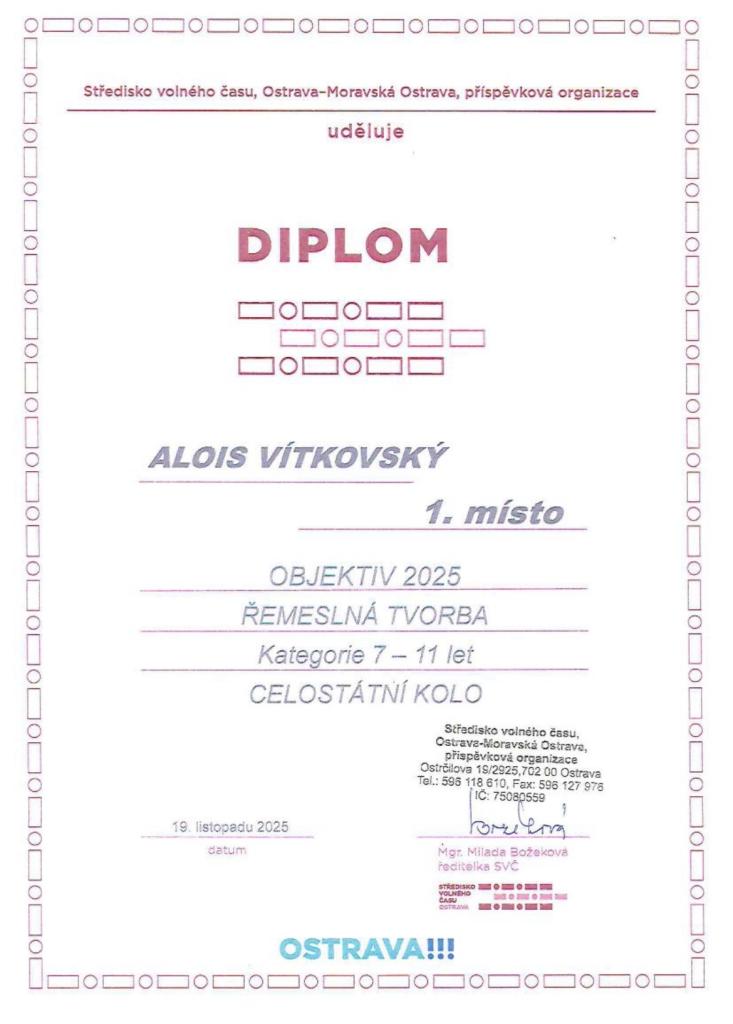 Středisko volného času, Ostrava-Moravská Ostrava, příspěvková organizace
uděluje
DIPLOM
ALOIS VÍTKOVSKÝ
1. místo
OBJEKTIV 2025
ŘEMESLNÁ TVORBA
Kategorie 7 – 11 let
CELOSTÁTNÍ KOLO
Středisko volného času,
Ostrava-Moravská Ostrava,
příspěvková organizace
Ostrčilova 19/2925,702 00 Ostrava
Tel.: 596 118 610, Fax: 596 127 976
IČ: 75080559
19. listopadu 2025
datum
Mgr. Milada Božeková
ředitelka SVČ
STŘEDISKO
VOLNÉHO
ČASU
OSTRAVA
OSTRAVA!!!